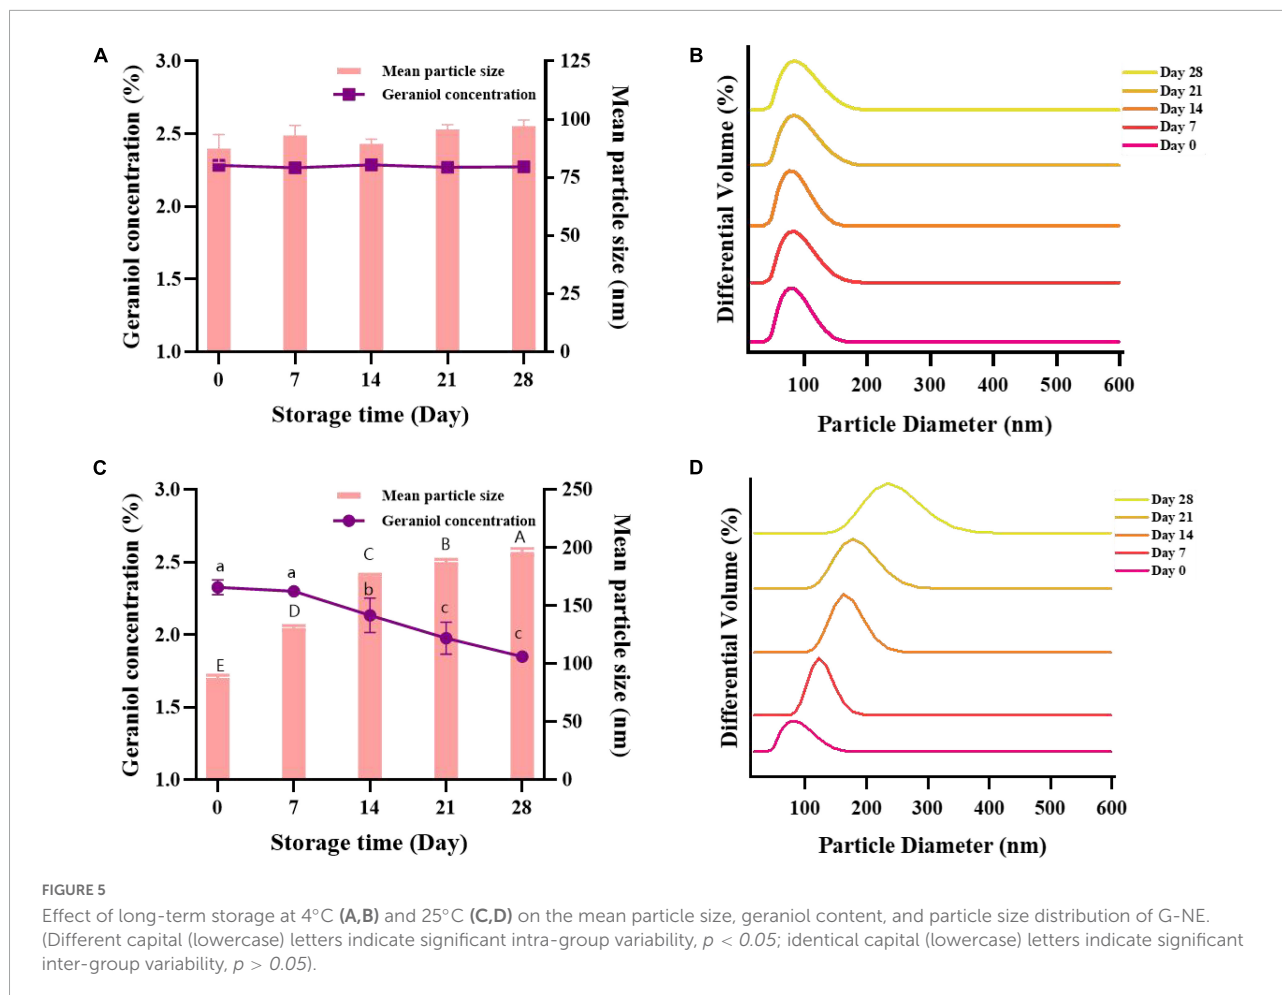 A
Geraniol concentration (%)
3.0
2.5
2.0
1.5
1.0
Mean particle size
Geraniol concentration
125
100
75
50
25
0
Mean particle size (nm)
0 7 14 21 28
Storage time (Day)
B
Differential Volume (%)
Day 28
Day 21
Day 14
Day 7
Day 0
100 200 300 400 500 600
Particle Diameter (nm)
C
Geraniol concentration (%)
3.0
2.5
2.0
1.5
1.0
Mean particle size
Geraniol concentration
a a b c c
E D C B A
250
200
150
100
50
0
Mean particle size (nm)
0 7 14 21 28
Storage time (Day)
D
Differential Volume (%)
Day 28
Day 21
Day 14
Day 7
Day 0
100 200 300 400 500 600
Particle Diameter (nm)
FIGURE 5
Effect of long-term storage at 4°C (A,B) and 25°C (C,D) on the mean particle size, geraniol content, and particle size distribution of G-NE.
(Different capital (lowercase) letters indicate significant intra-group variability, p < 0.05; identical capital (lowercase) letters indicate significant
inter-group variability, p > 0.05).